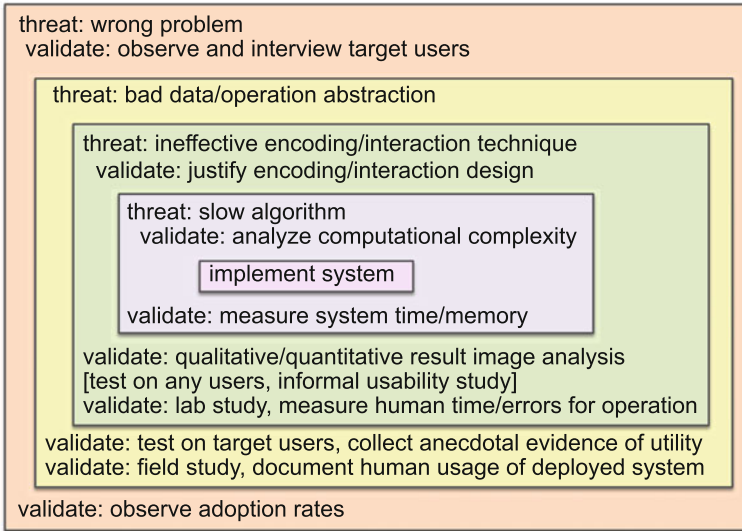 threat: wrong problem
validate: observe and interview target users
threat: bad data/operation abstraction
threat: ineffective encoding/interaction technique
validate: justify encoding/interaction design
threat: slow algorithm
validate: analyze computational complexity
implement system
validate: measure system time/memory
validate: qualitative/quantitative result image analysis
[test on any users, informal usability study]
validate: lab study, measure human time/errors for operation
validate: test on target users, collect anecdotal evidence of utility
validate: field study, document human usage of deployed system
validate: observe adoption rates